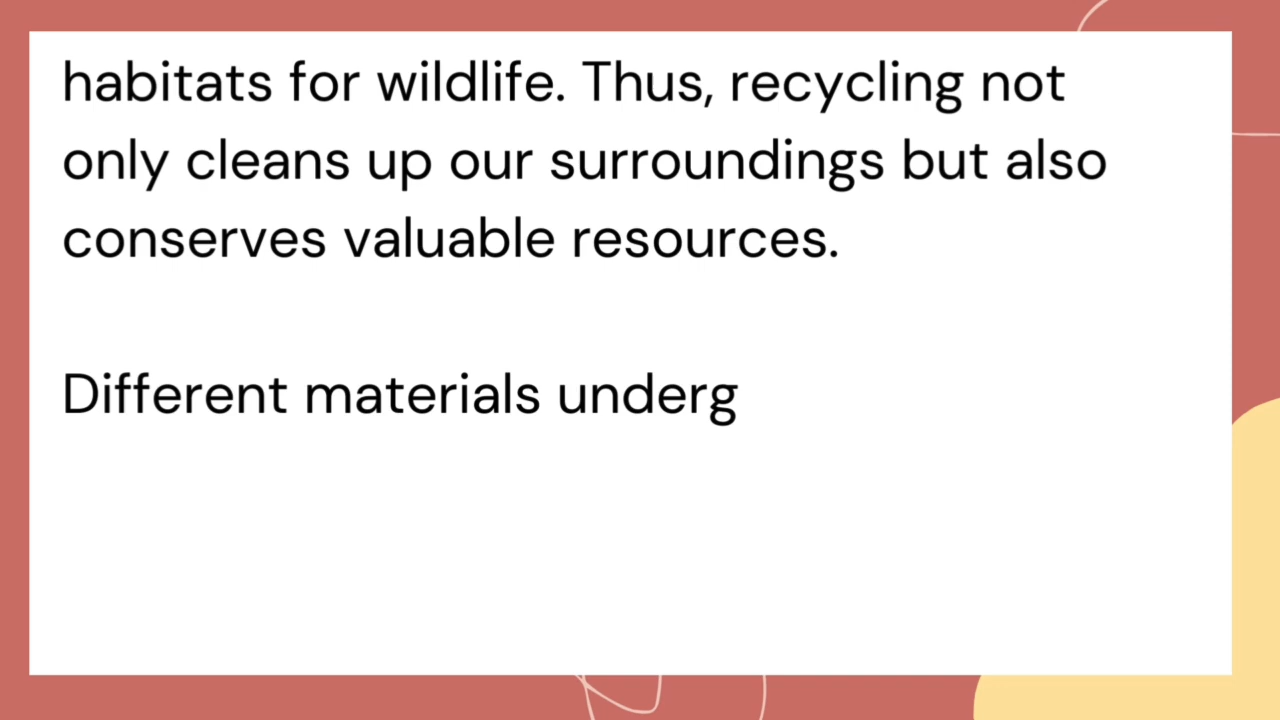 habitats for wildlife. Thus, recycling not
only cleans up our surroundings but also
conserves valuable resources.
Different materials underg